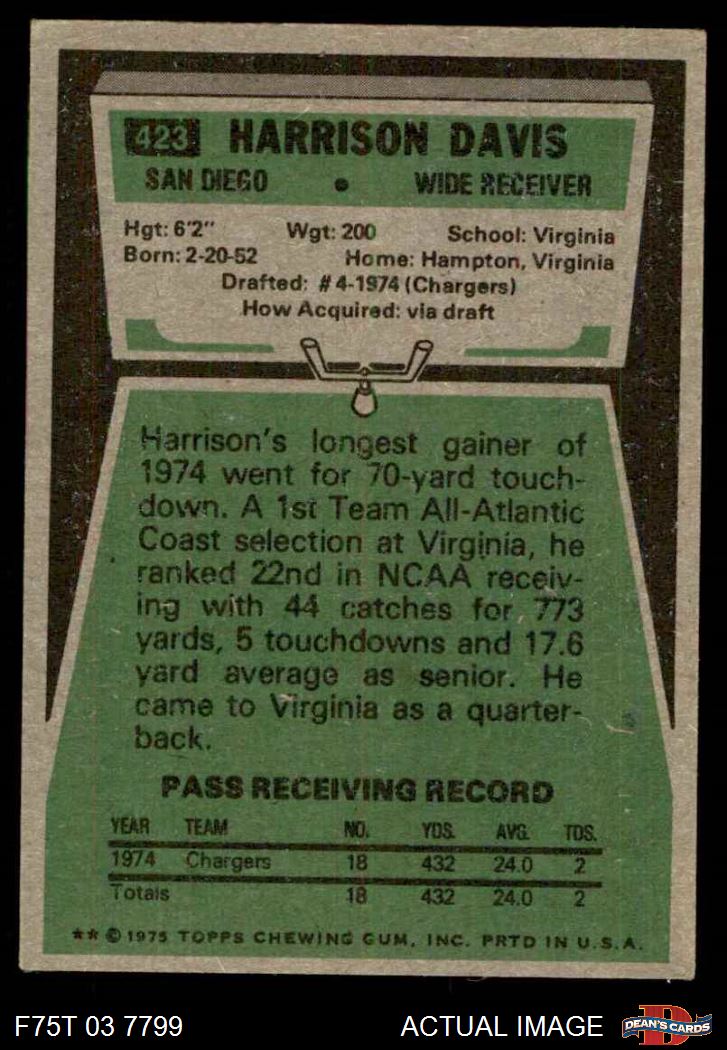 423 HARRISON DAVIS
SAN DIEGO • WIDE RECEIVER
Hgt: 6'2" Wgt: 200 School: Virginia
Born: 2-20-52 Home: Hampton, Virginia
Drafted: #4-1974 (Chargers)
How Acquired: via draft
Harrison's longest gainer of
1974 went for 70-yard touch-
down. A 1st Team All-Atlantic
Coast selection at Virginia, he
ranked 22nd in NCAA receiv-
ing with 44 catches for 773
yards, 5 touchdowns and 17.6
yard average as senior. He
came to Virginia as a quarter-
back.
PASS RECEIVING RECORD
YEAR TEAM NO. YDS. AVG. TDS.
1974 Chargers 18 432 24.0 2
Totals 18 432 24.0 2
** © 1975 TOPPS CHEWING GUM, INC. PRTD IN U.S.A.
F75T 03 7799 ACTUAL IMAGE D DEAN'S CARDS